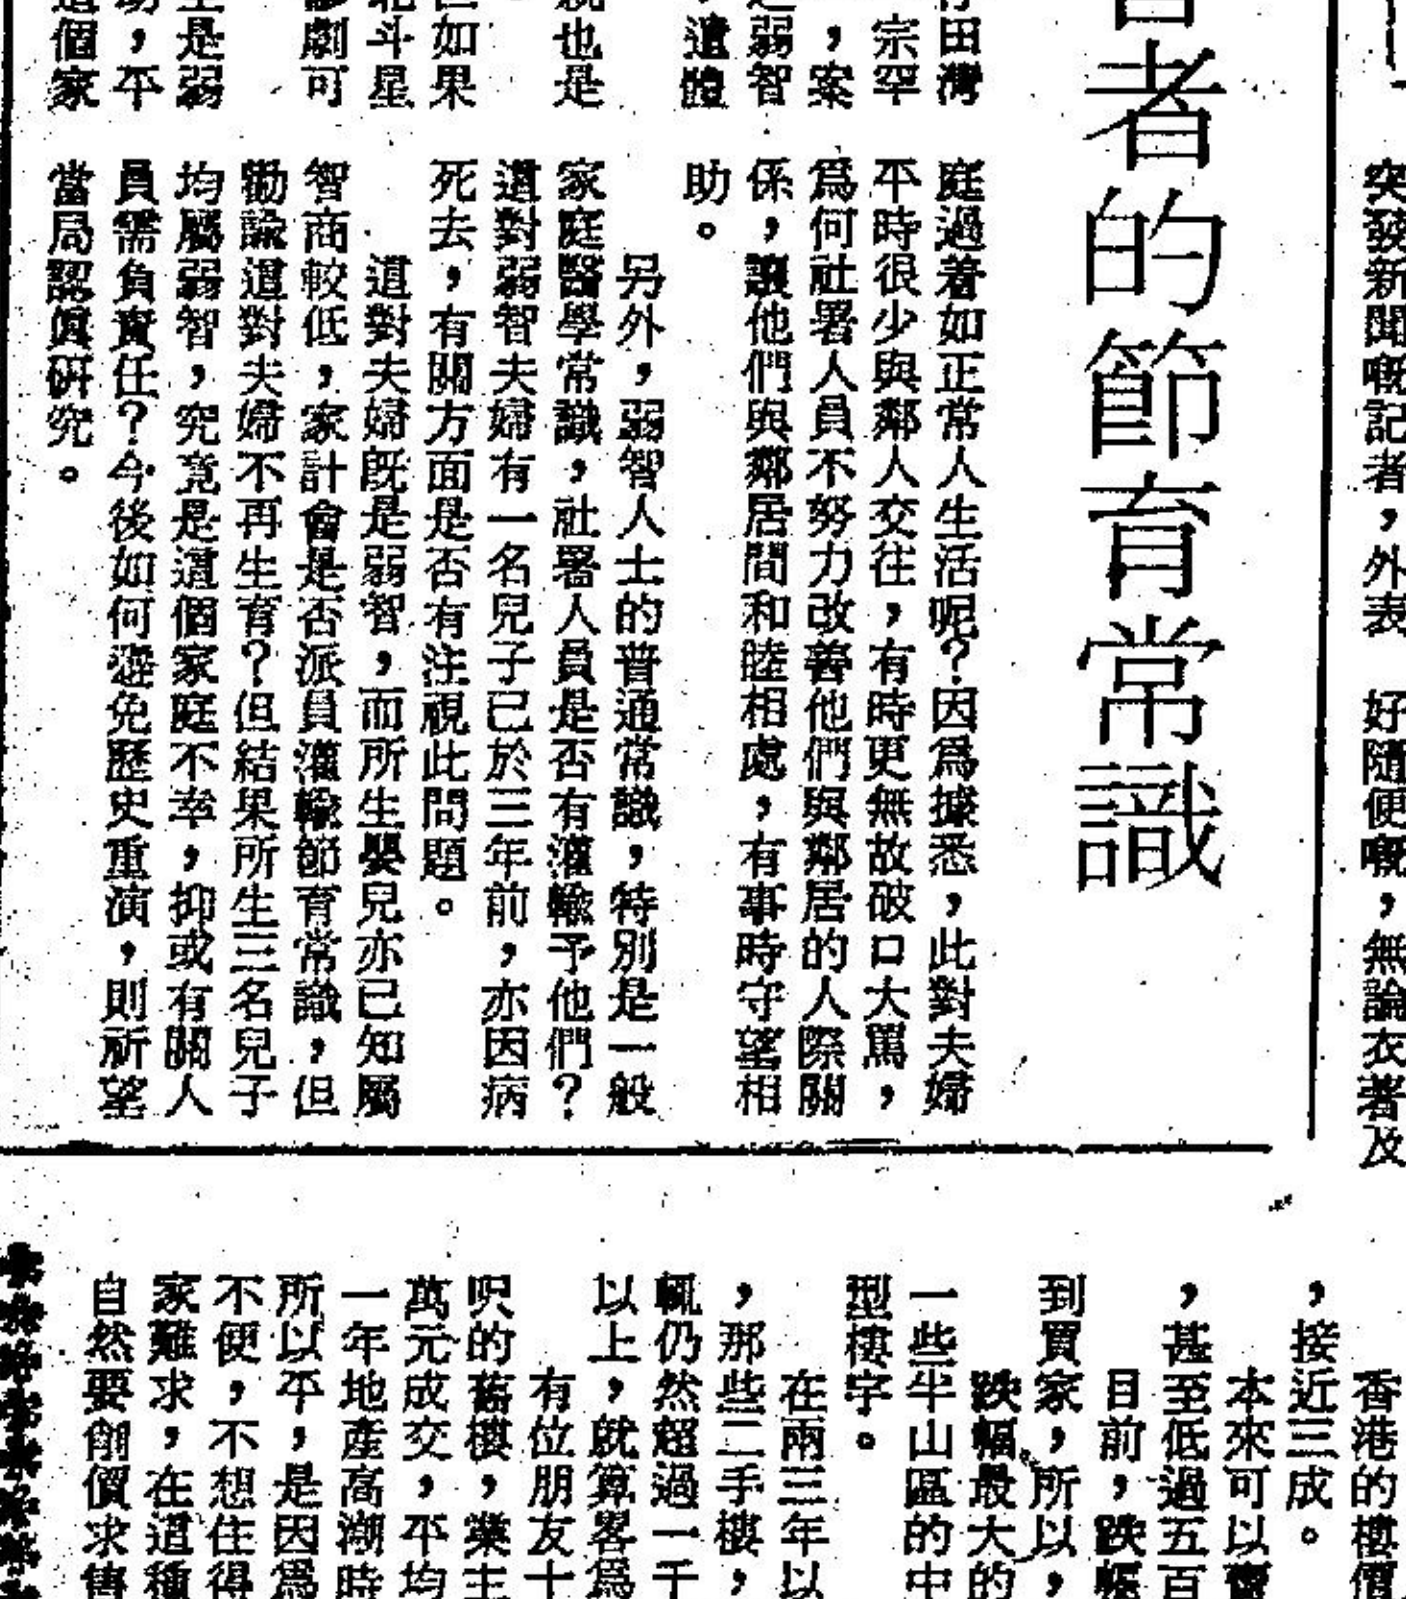 者的節育常識
突發新聞嘅記者，外表
好隨便嘅，無論衣著及
田灣
宗罕
，案
弱智
，遺體
就也是
如果
北斗星
慘劇可
是弱
，平
這個家
庭過着如正常人生活呢？因為據悉，此對夫婦
平時很少與鄰人交往，有時更無故破口大罵，
為何社署人員不努力改善他們與鄰居的人際關
係，讓他們與鄰居間和睦相處，有事時守望相
助。
另外，弱智人士的普通常識，特別是一般
家庭醫學常識，社署人員是否有灌輸予他們？
這對弱智夫婦有一名兒子已於三年前，亦因病
死去，有關方面是否有注視此問題。
這對夫婦既是弱智，而所生嬰兒亦已知屬
智商較低，家計會是否派員灌輸節育常識，但
勸諭這對夫婦不再生育？但結果所生三名兒子
均屬弱智，究竟是這個家庭不幸，抑或有關人
員需負責任？今後如何避免歷史重演，則祈望
當局認真研究。
香港的樓價
，接近三成。
本來可以賣
，甚至低過五百
目前，跌幅
到買家，所以，
跌幅最大的
一些半山區的中
型樓宇。
在兩三年以
，那些二手樓，
輒仍然超過一千
以上，就算畧為
有位朋友十
呎的舊樓，業主
萬元成交，平均
一年地產高潮時
所以平，是因為
不便，不想住得
家難求，在這種
自然要削價求售